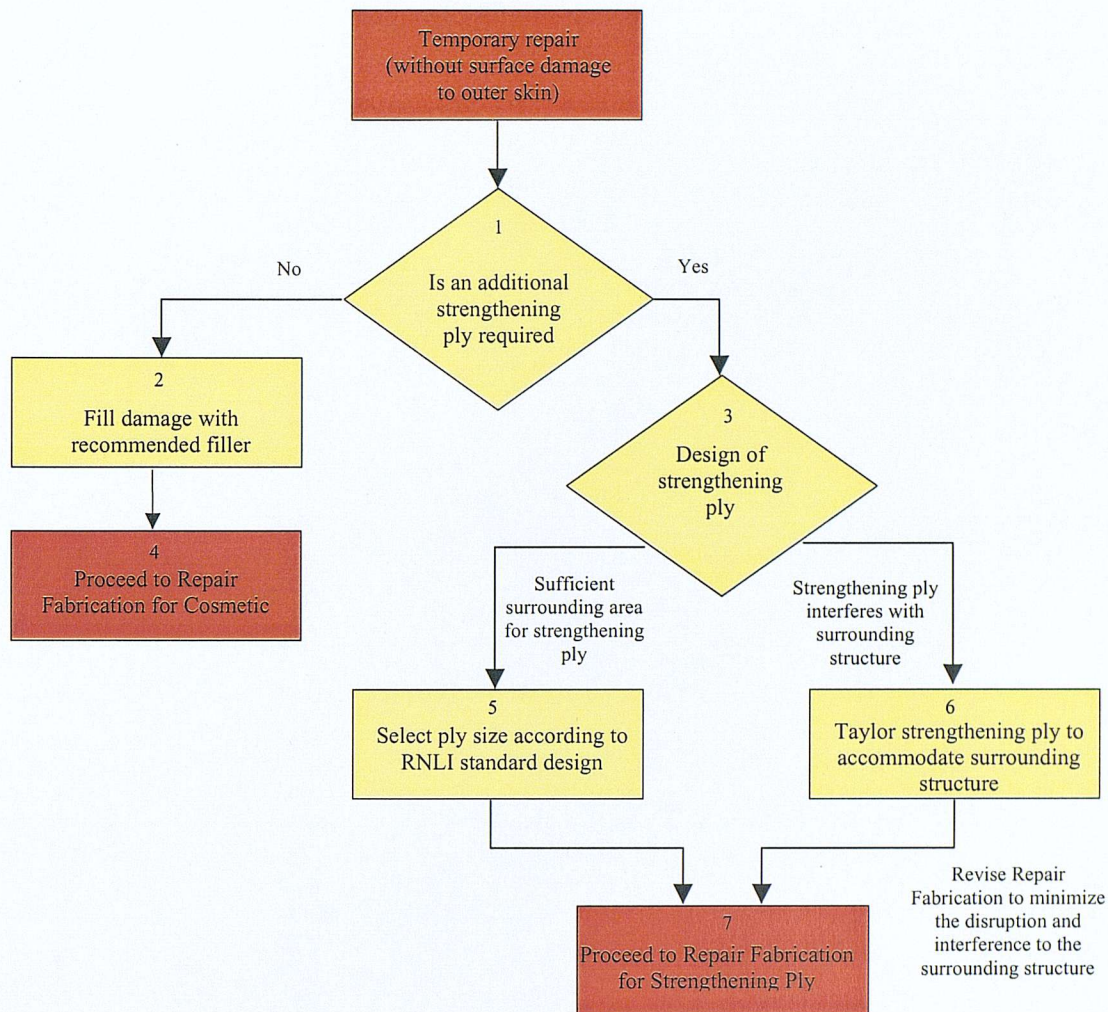 Temporary repair
(without surface damage
to outer skin)
1
Is an additional
strengthening
ply required
No
Yes
2
Fill damage with
recommended filler
3
Design of
strengthening
ply
4
Proceed to Repair
Fabrication for Cosmetic
Sufficient
surrounding area
for strengthening
ply
Strengthening ply
interferes with
surrounding
structure
5
Select ply size according to
RNLI standard design
6
Taylor strengthening ply to
accommodate surrounding
structure
Revise Repair
Fabrication to minimize
the disruption and
interference to the
surrounding structure
7
Proceed to Repair Fabrication
for Strengthening Ply